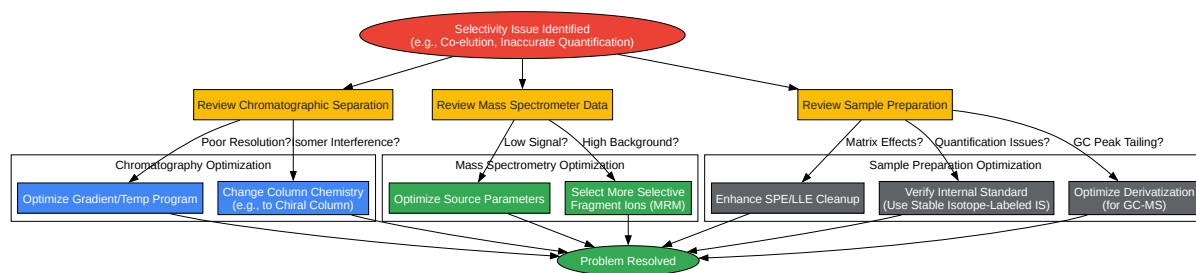 Selectivity Issue Identified
(e.g., Co-elution, Inaccurate Quantification)
Review Chromatographic Separation
Review Mass Spectrometer Data
Review Sample Preparation
Poor Resolution?
somer Interference?
Low Signal?
High Background?
Matrix Effects?
Quantification Issues?
GC Peak Tailing?
Chromatography Optimization
Mass Spectrometry Optimization
Sample Preparation Optimization
Optimize Gradient/Temp Program
Change Column Chemistry
(e.g., to Chiral Column)
Optimize Source Parameters
Select More Selective
Fragment Ions (MRM)
Enhance SPE/LLE Cleanup
Verify Internal Standard
(Use Stable Isotope-Labeled IS)
Optimize Derivatization
(for GC-MS)
Problem Resolved